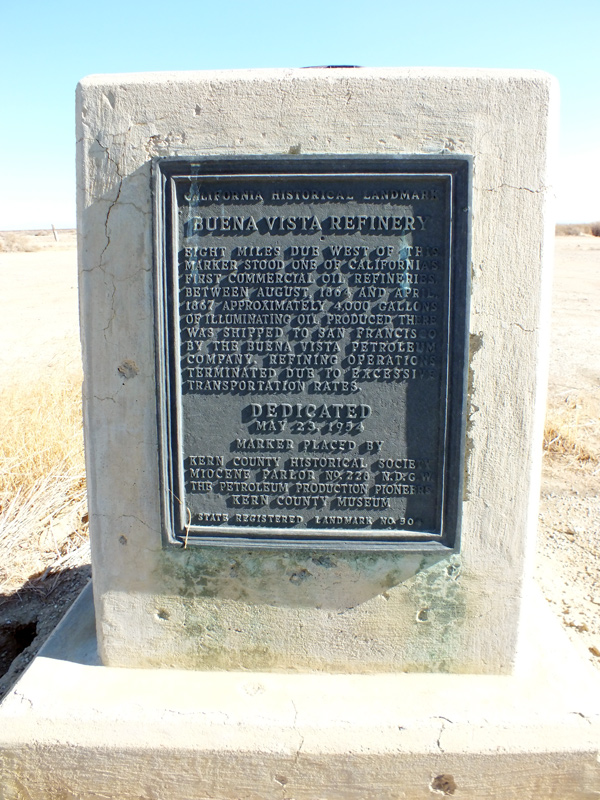 CALIFORNIA HISTORICAL LANDMARK
BUENA VISTA REFINERY
EIGHT MILES DUE WEST OF THIS
MARKER STOOD ONE OF CALIFORNIA'S
FIRST COMMERCIAL OIL REFINERIES.
BETWEEN AUGUST, 1864 AND APRIL,
1867 APPROXIMATELY 4,000 GALLONS
OF ILLUMINATING OIL PRODUCED THERE
WAS SHIPPED TO SAN FRANCISCO
BY THE BUENA VISTA PETROLEUM
COMPANY. REFINING OPERATIONS
TERMINATED DUE TO EXCESSIVE
TRANSPORTATION RATES.
DEDICATED
MAY 23, 1954
MARKER PLACED BY
KERN COUNTY HISTORICAL SOCIETY
MIOCENE PARLOR NO. 228 N.D.G.W.
THE PETROLEUM PRODUCTION PIONEERS
KERN COUNTY MUSEUM
STATE REGISTERED LANDMARK NO.